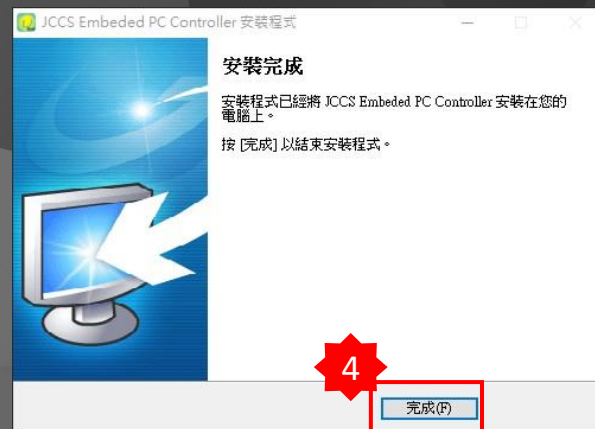 JCCS Embeded PC Controller 安裝程式
安裝完成
安裝程式已經將 JCCS Embeded PC Controller 安裝在您的
電腦上。
按 [完成] 以結束安裝程式。
4
完成(F)